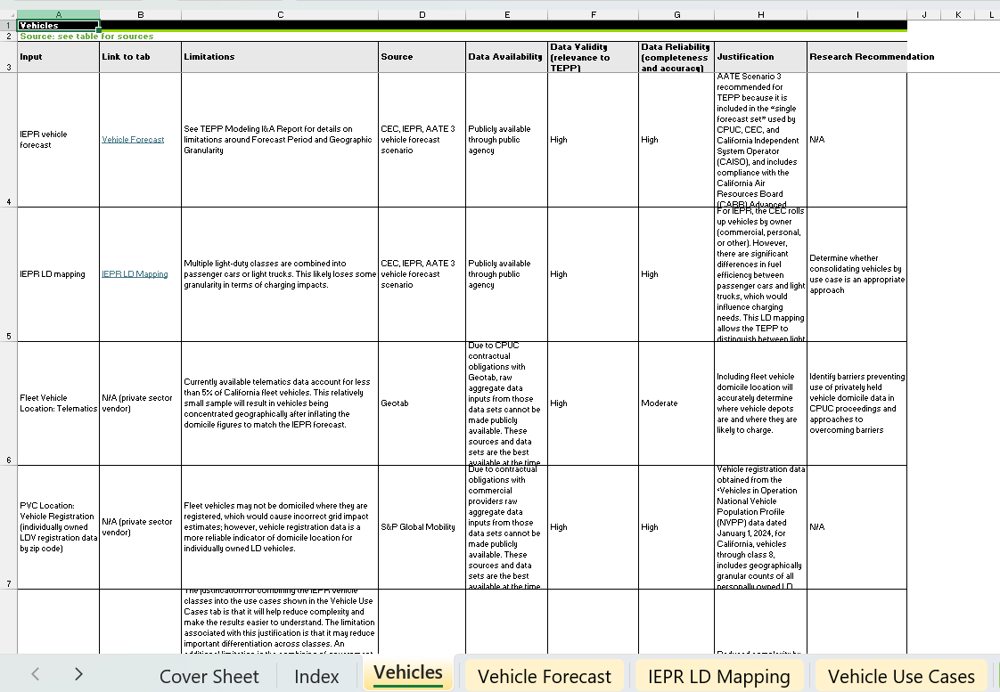 A B C D E F G H I J K L
1 Vehicles
2 Source: see table for sources
3
Input
Link to tab
Limitations
Source
Data Availability
Data Validity
(relevance to
TEPP)
Data Reliability
(completeness
and accuracy)
Justification
Research Recommendation
4
IEPR vehicle
forecast
Vehicle Forecast
See TEPP Modeling I&A Report for details on
limitations around Forecast Period and Geographic
Granularity
CEC, IEPR, AATE 3
vehicle forecast
scenario
Publicly available
through public
agency
High
High
AATE Scenario 3
recommended for
TEPP because it is
included in the “single
forecast set” used by
CPUC, CEC, and
California Independent
System Operator
(CAISO), and includes
compliance with the
California Air
Resources Board
(CARB) Advanced
N/A
5
IEPR LD mapping
IEPR LD Mapping
Multiple light-duty classes are combined into
passenger cars or light trucks. This likely loses some
granularity in terms of charging impacts.
CEC, IEPR, AATE 3
vehicle forecast
scenario
Publicly available
through public
agency
High
High
For IEPR, the CEC rolls
up vehicles by owner
(commercial, personal,
or other). However,
there are significant
differences in fuel
efficiency between
passenger cars and light
trucks, which would
influence charging
needs. This LD mapping
allows the TEPP to
distinguish between light
Determine whether
consolidating vehicles by
use case is an appropriate
approach
6
Fleet Vehicle
Location: Telematics
N/A (private sector
vendor)
Currently available telematics data account for less
than 5% of California fleet vehicles. This relatively
small sample will result in vehicles being
concentrated geographically after inflating the
domicile figures to match the IEPR forecast.
Geotab
Due to CPUC
contractual
obligations with
Geotab, raw
aggregate data
inputs from those
data sets cannot be
made publicly
available. These
sources and data
sets are the best
available at the time
High
Moderate
Including fleet vehicle
domicile location will
accurately determine
where vehicle depots
are and where they are
likely to charge.
Identify barriers preventing
use of privately held
vehicle domicile data in
CPUC proceedings and
approaches to
overcoming barriers
7
PVC Location:
Vehicle Registration
(individually owned
LDV registration data
by zip code)
N/A (private sector
vendor)
Fleet vehicles may not be domiciled where they are
registered, which would cause incorrect grid impact
estimates; however, vehicle registration data is a
more reliable indicator of domicile location for
individually owned LD vehicles.
S&P Global Mobility
Due to contractual
obligations with
commercial
providers raw
aggregate data
inputs from those
data sets cannot be
made publicly
available. These
sources and data
sets are the best
available at the time
High
High
Vehicle registration data
obtained from the
“Vehicles in Operation
National Vehicle
Population Profile
(NVPP) data dated
January 1, 2024, for
California, vehicles
through class 8,
includes geographically
granular counts of all
personally owned LD
N/A
The justification for combining the IEPR vehicle
classes into the use cases shown in the Vehicle Use
Cases tab is that it will help reduce complexity and
make the results easier to understand. The limitation
associated with this justification is that it may reduce
important differentiation across classes. An
additional limitation is the combining of government
Reduced complexity by
Cover Sheet Index Vehicles Vehicle Forecast IEPR LD Mapping Vehicle Use Cases